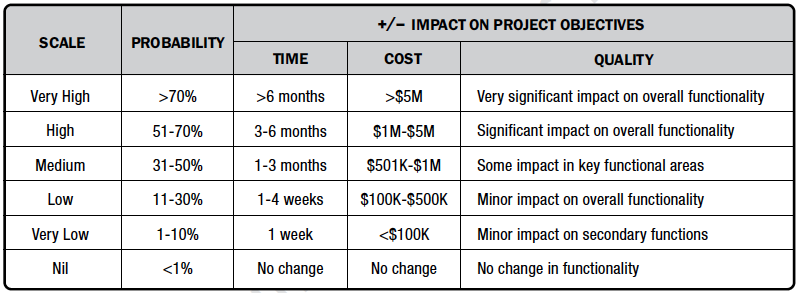 +/− IMPACT ON PROJECT OBJECTIVES
SCALE PROBABILITY
TIME COST QUALITY
Very High >70% >6 months >$5M Very significant impact on overall functionality
High 51-70% 3-6 months $1M-$5M Significant impact on overall functionality
Medium 31-50% 1-3 months $501K-$1M Some impact in key functional areas
Low 11-30% 1-4 weeks $100K-$500K Minor impact on overall functionality
Very Low 1-10% 1 week <$100K Minor impact on secondary functions
Nil <1% No change No change No change in functionality